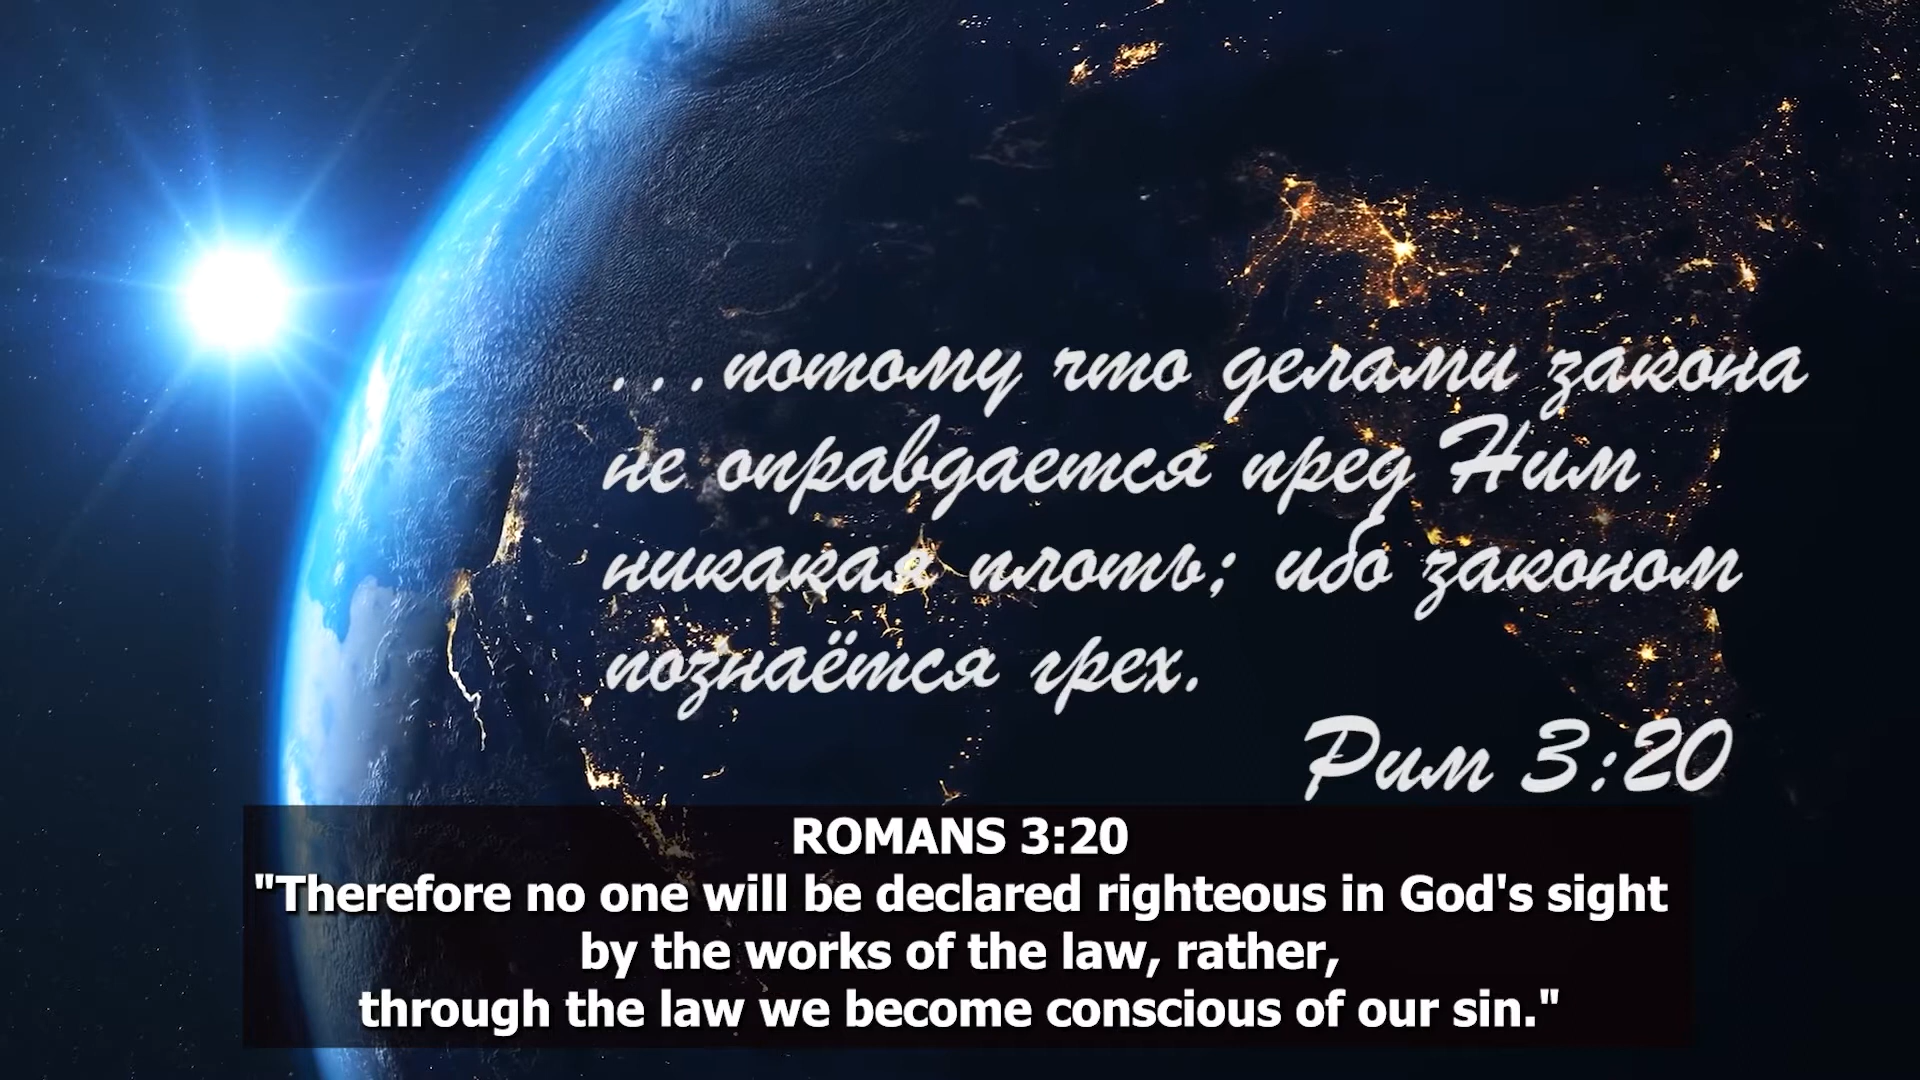 ...потому что делами закона
не оправдается пред Ним
никакая плоть; ибо законом
познаётся грех.
Рим 3:20
ROMANS 3:20
"Therefore no one will be declared righteous in God's sight
by the works of the law, rather,
through the law we become conscious of our sin."